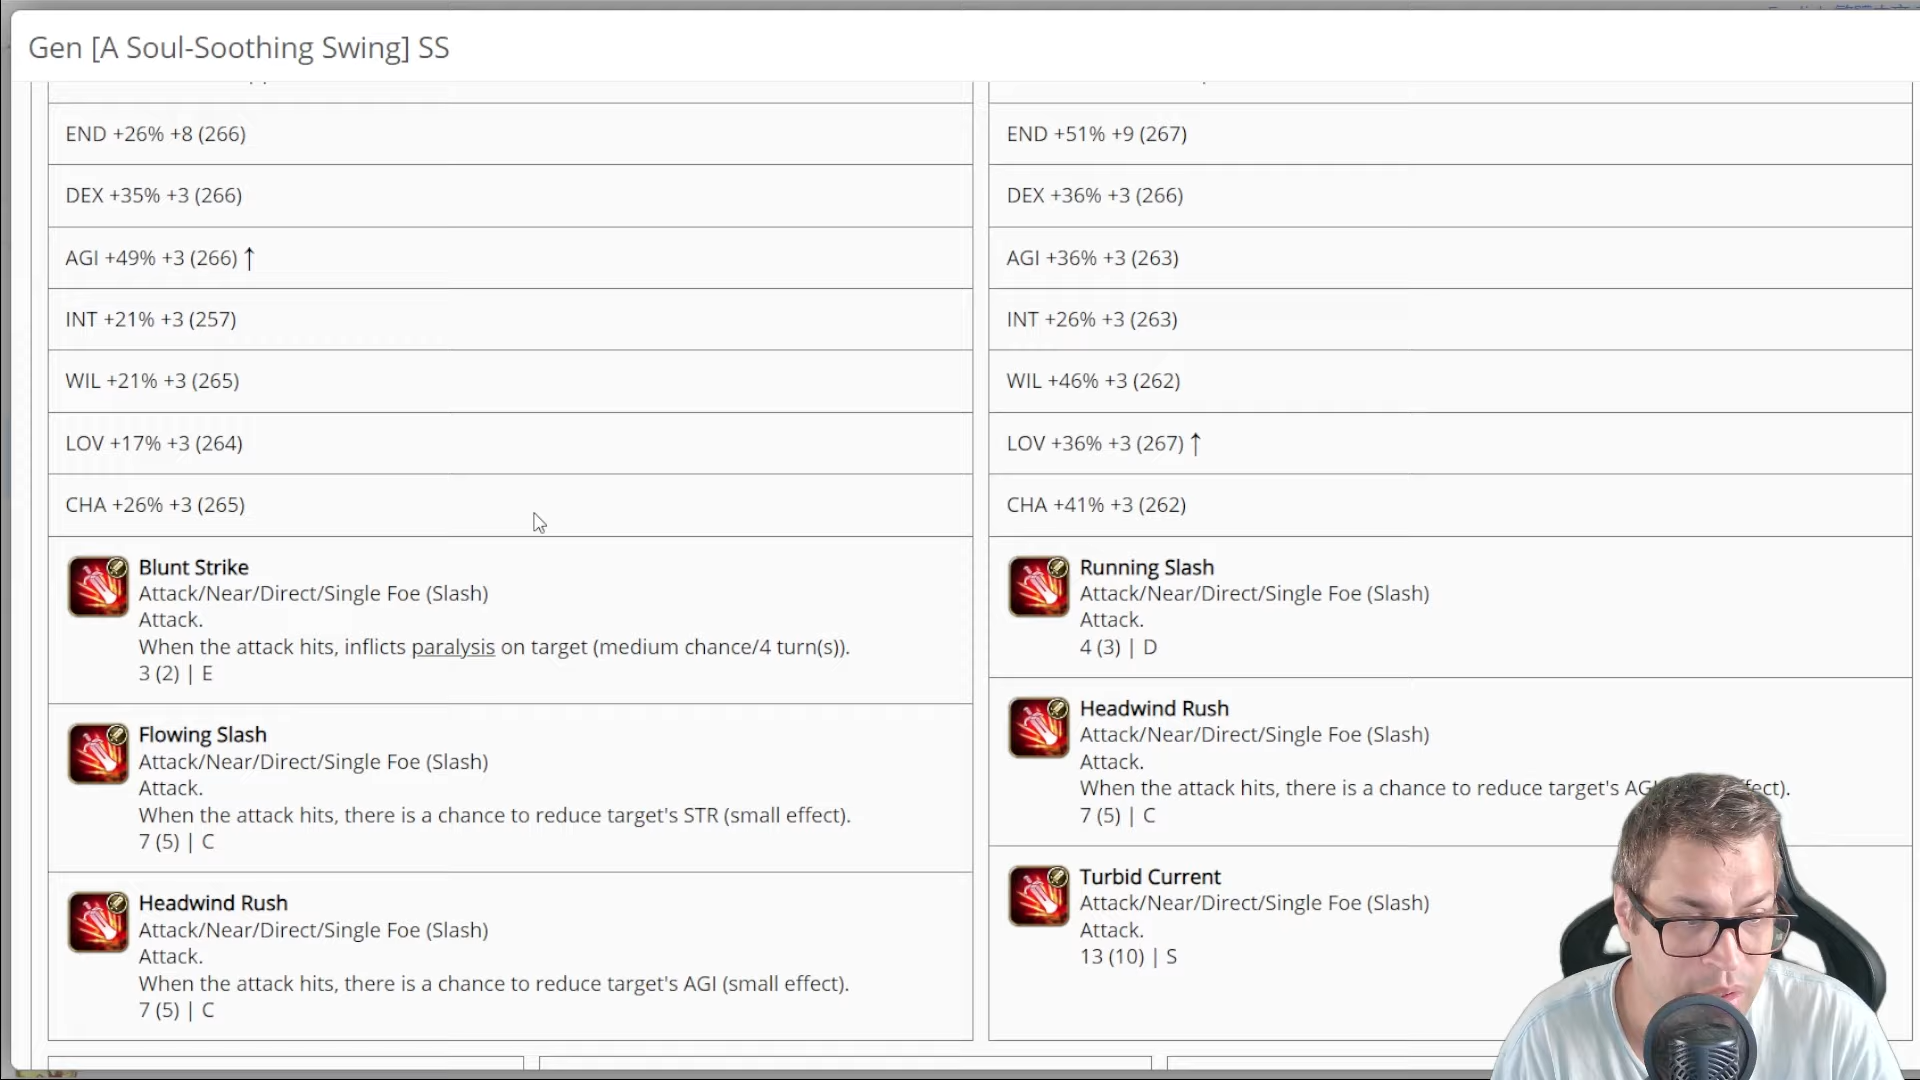 Gen [A Soul-Soothing Swing] SS
END +26% +8 (266)
DEX +35% +3 (266)
AGI +49% +3 (266) ↑
INT +21% +3 (257)
WIL +21% +3 (265)
LOV +17% +3 (264)
CHA +26% +3 (265)
Blunt Strike
Attack/Near/Direct/Single Foe (Slash)
Attack.
When the attack hits, inflicts paralysis on target (medium chance/4 turn(s)).
3 (2) | E
Flowing Slash
Attack/Near/Direct/Single Foe (Slash)
Attack.
When the attack hits, there is a chance to reduce target's STR (small effect).
7 (5) | C
Headwind Rush
Attack/Near/Direct/Single Foe (Slash)
Attack.
When the attack hits, there is a chance to reduce target's AGI (small effect).
7 (5) | C
END +51% +9 (267)
DEX +36% +3 (266)
AGI +36% +3 (263)
INT +26% +3 (263)
WIL +46% +3 (262)
LOV +36% +3 (267) ↑
CHA +41% +3 (262)
Running Slash
Attack/Near/Direct/Single Foe (Slash)
Attack.
4 (3) | D
Headwind Rush
Attack/Near/Direct/Single Foe (Slash)
Attack.
When the attack hits, there is a chance to reduce target's
7 (5) | C
Turbid Current
Attack/Near/Direct/Single Foe (Slash)
Attack.
13 (10) | S